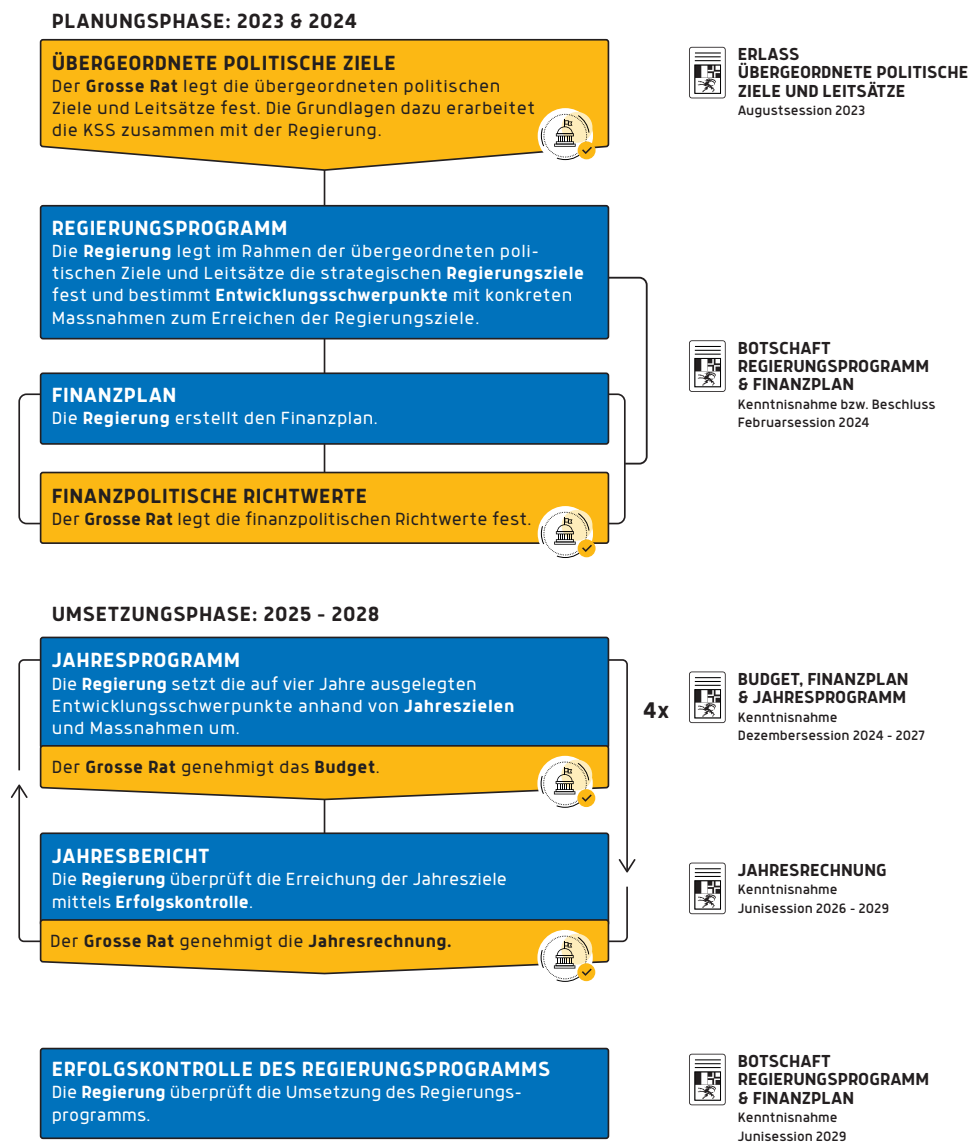 PLANUNGSPHASE: 2023 & 2024
ÜBERGEORDNETE POLITISCHE ZIELE
Der Grosse Rat legt die übergeordneten politischen
Ziele und Leitsätze fest. Die Grundlagen dazu erarbeitet
die KSS zusammen mit der Regierung.
ERLASS
ÜBERGEORDNETE POLITISCHE
ZIELE UND LEITSÄTZE
Augustsession 2023
REGIERUNGSPROGRAMM
Die Regierung legt im Rahmen der übergeordneten poli-
tischen Ziele und Leitsätze die strategischen Regierungsziele
fest und bestimmt Entwicklungsschwerpunkte mit konkreten
Massnahmen zum Erreichen der Regierungsziele.
FINANZPLAN
Die Regierung erstellt den Finanzplan.
FINANZPOLITISCHE RICHTWERTE
Der Grosse Rat legt die finanzpolitischen Richtwerte fest.
BOTSCHAFT
REGIERUNGSPROGRAMM
& FINANZPLAN
Kenntnisnahme bzw. Beschluss
Februarsession 2024
UMSETZUNGSPHASE: 2025 - 2028
JAHRESPROGRAMM
Die Regierung setzt die auf vier Jahre ausgelegten
Entwicklungsschwerpunkte anhand von Jahreszielen
und Massnahmen um.
Der Grosse Rat genehmigt das Budget.
4x
BUDGET, FINANZPLAN
& JAHRESPROGRAMM
Kenntnisnahme
Dezembersession 2024 - 2027
JAHRESBERICHT
Die Regierung überprüft die Erreichung der Jahresziele
mittels Erfolgskontrolle.
Der Grosse Rat genehmigt die Jahresrechnung.
JAHRESRECHNUNG
Kenntnisnahme
Junisession 2026 - 2029
ERFOLGSKONTROLLE DES REGIERUNGSPROGRAMMS
Die Regierung überprüft die Umsetzung des Regierungs-
programms.
BOTSCHAFT
REGIERUNGSPROGRAMM
& FINANZPLAN
Kenntnisnahme
Junisession 2029